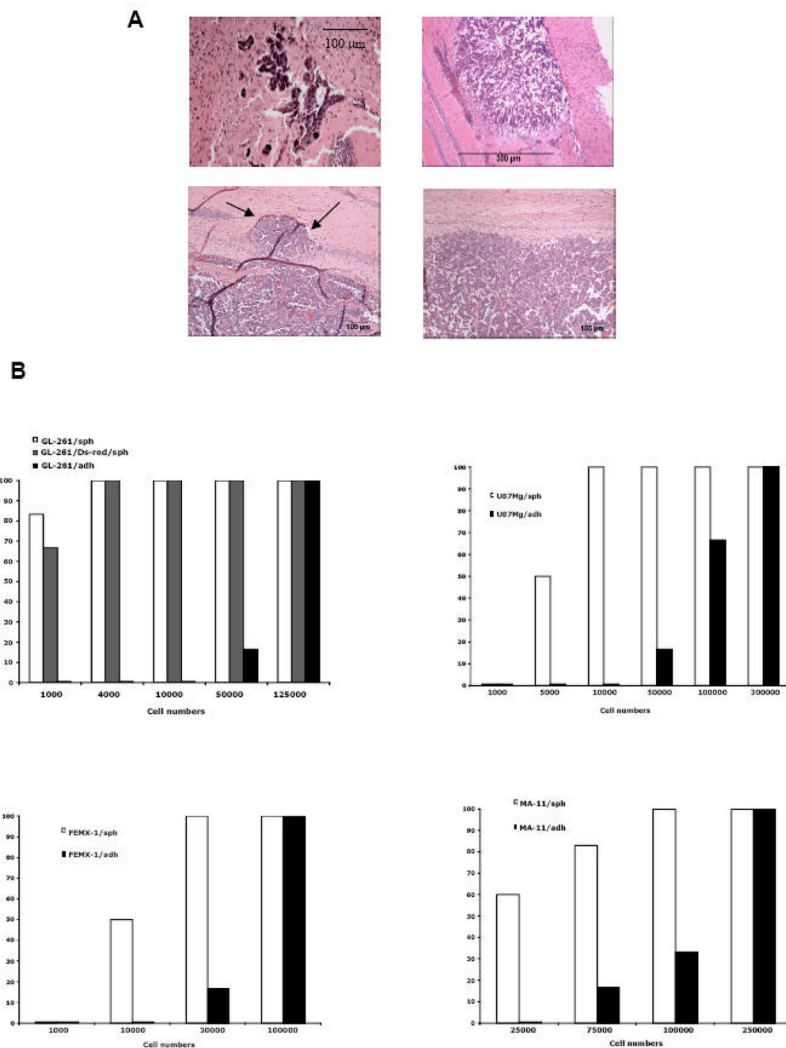 A
100 µm
300 µm
100 µm
100 µm
B
GL-261/sph
GL-261/Ds-red/sph
GL-261/adh
100
90
80
70
60
50
40
30
20
10
0
1000 4000 10000 50000 125000
Cell numbers
U87Mg/sph
U87Mg/adh
100
90
80
70
60
50
40
30
20
10
0
1000 5000 10000 50000 100000 300000
Cell numbers
FEMX-1/sph
FEMX-1/adh
100
90
80
70
60
50
40
30
20
10
0
1000 10000 30000 100000
Cell numbers
MA-11/sph
MA-11/adh
100
90
80
70
60
50
40
30
20
10
0
25000 75000 100000 250000
Cell numbers